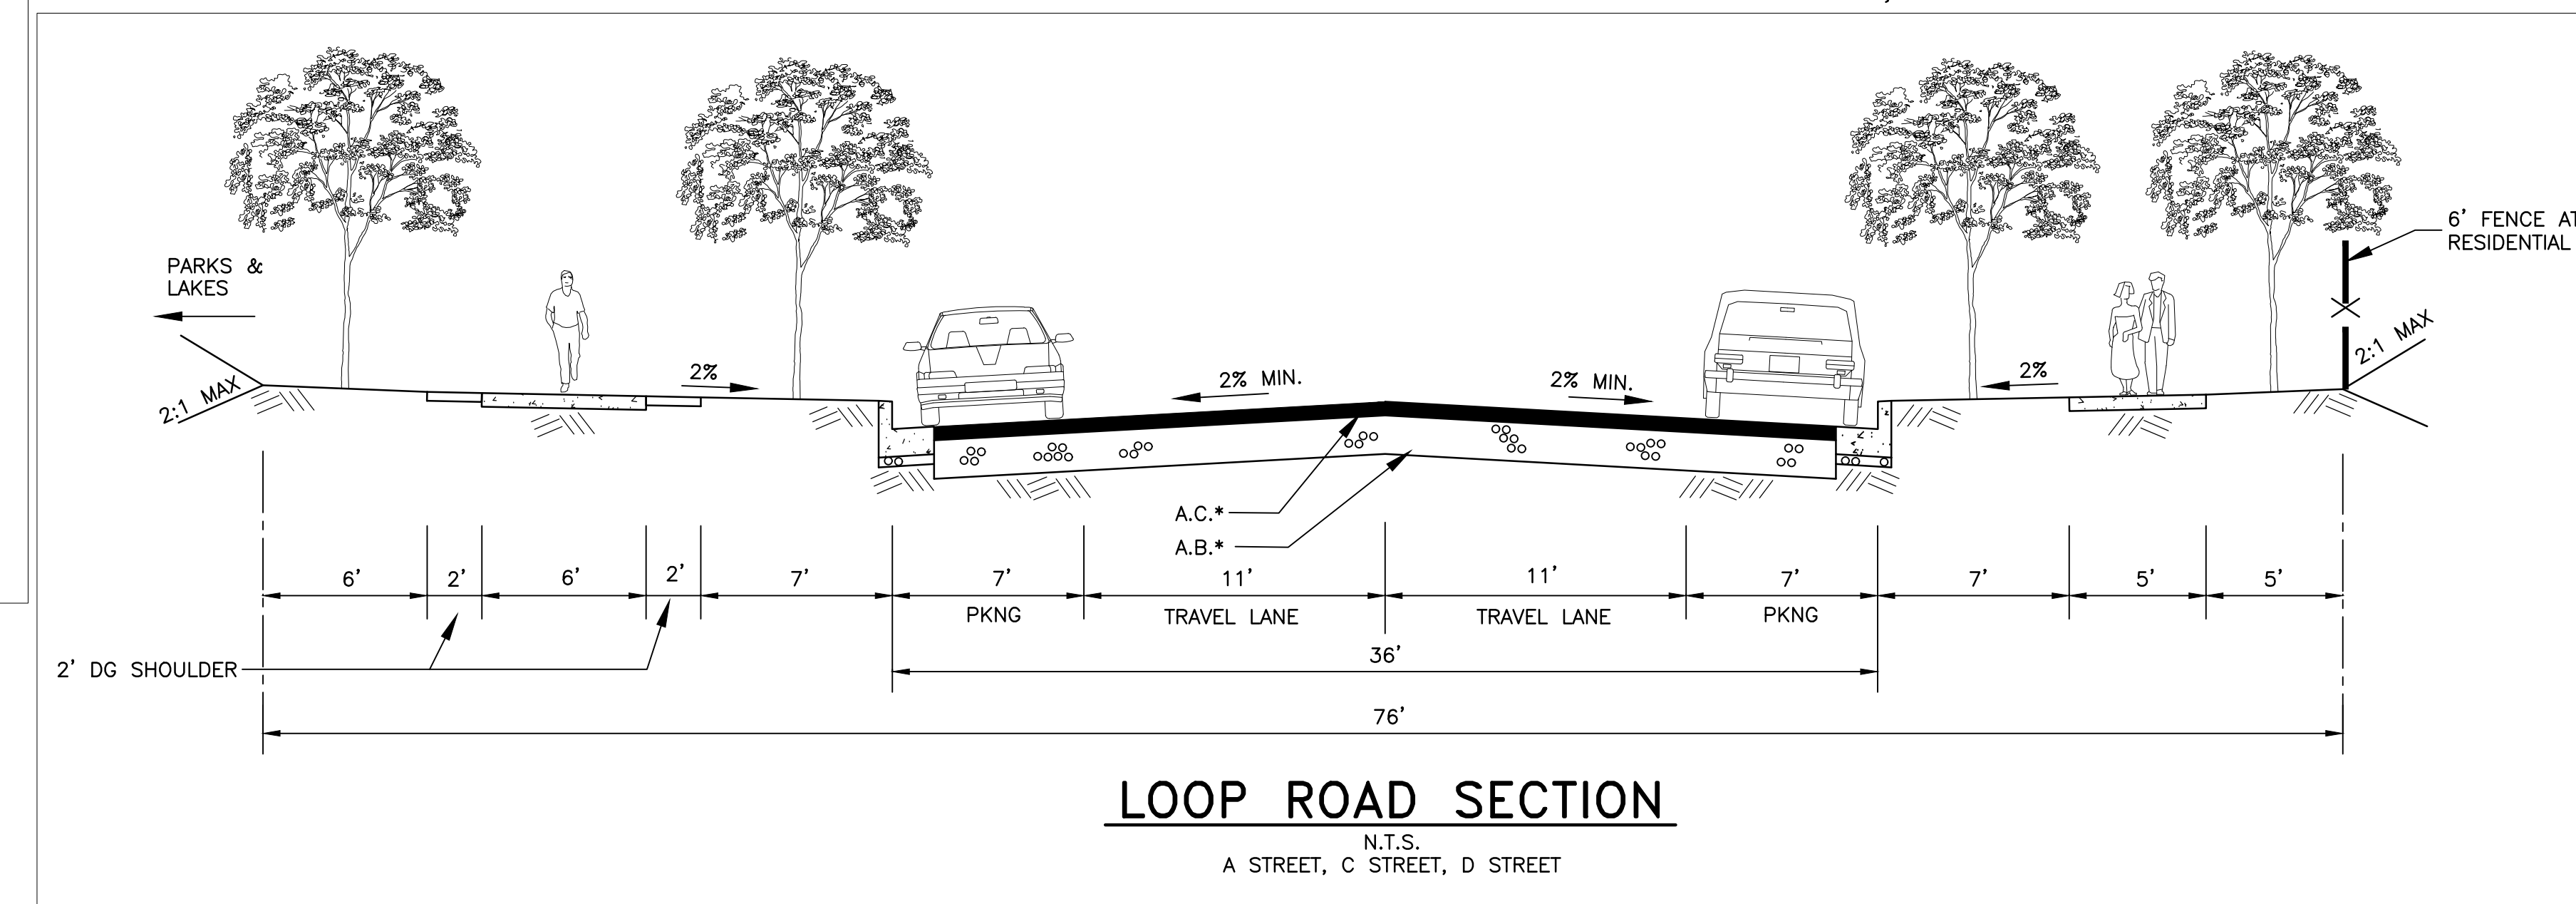 PARKS &
LAKES
6' FENCE
RESIDENTIAL
2:1 MAX
2%
2% MIN.
2% MIN.
2%
2:1 MAX
A.C.*
A.B.*
6'
2'
6'
2'
7'
7'
11'
11'
7'
7'
5'
5'
PKNG
TRAVEL LANE
TRAVEL LANE
PKNG
2' DG SHOULDER
36'
76'
LOOP ROAD SECTION
N.T.S.
A STREET, C STREET, D STREET